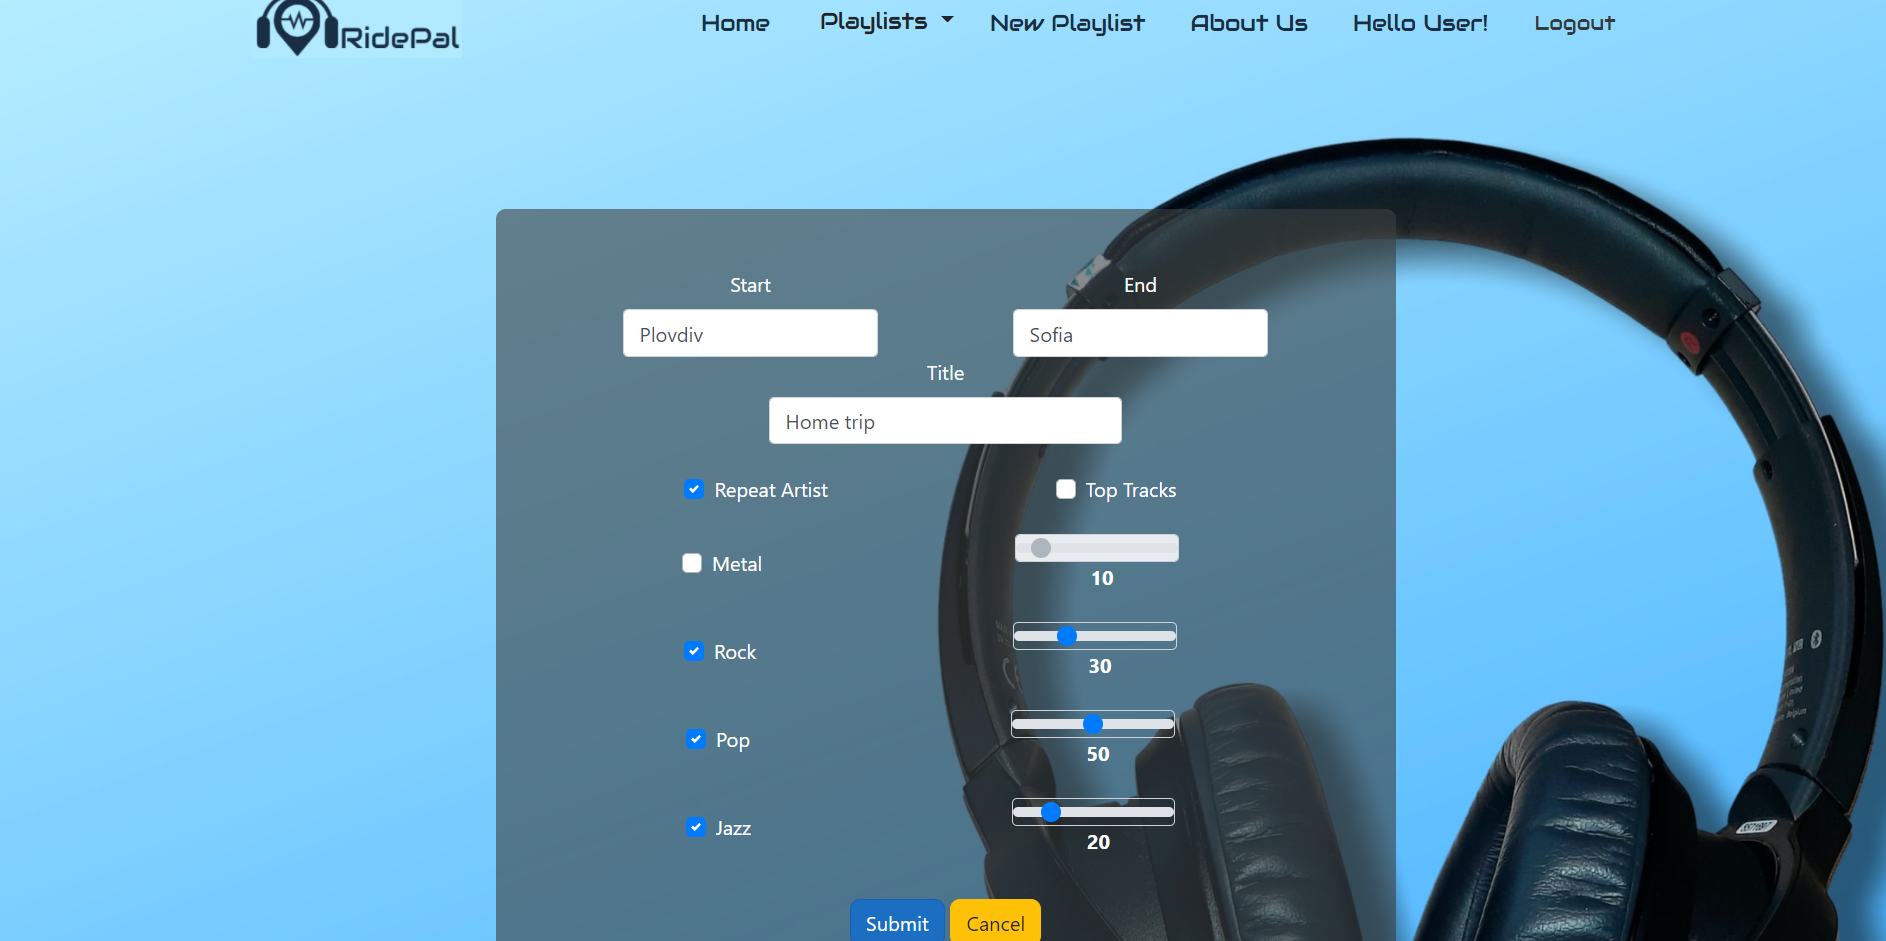 RidePal
Home Playlists New Playlist About Us Hello User! Logout
Start End
Plovdiv Sofia
Title
Home trip
Repeat Artist Top Tracks
Metal
10
Rock
30
Pop
50
Jazz
20
Submit Cancel